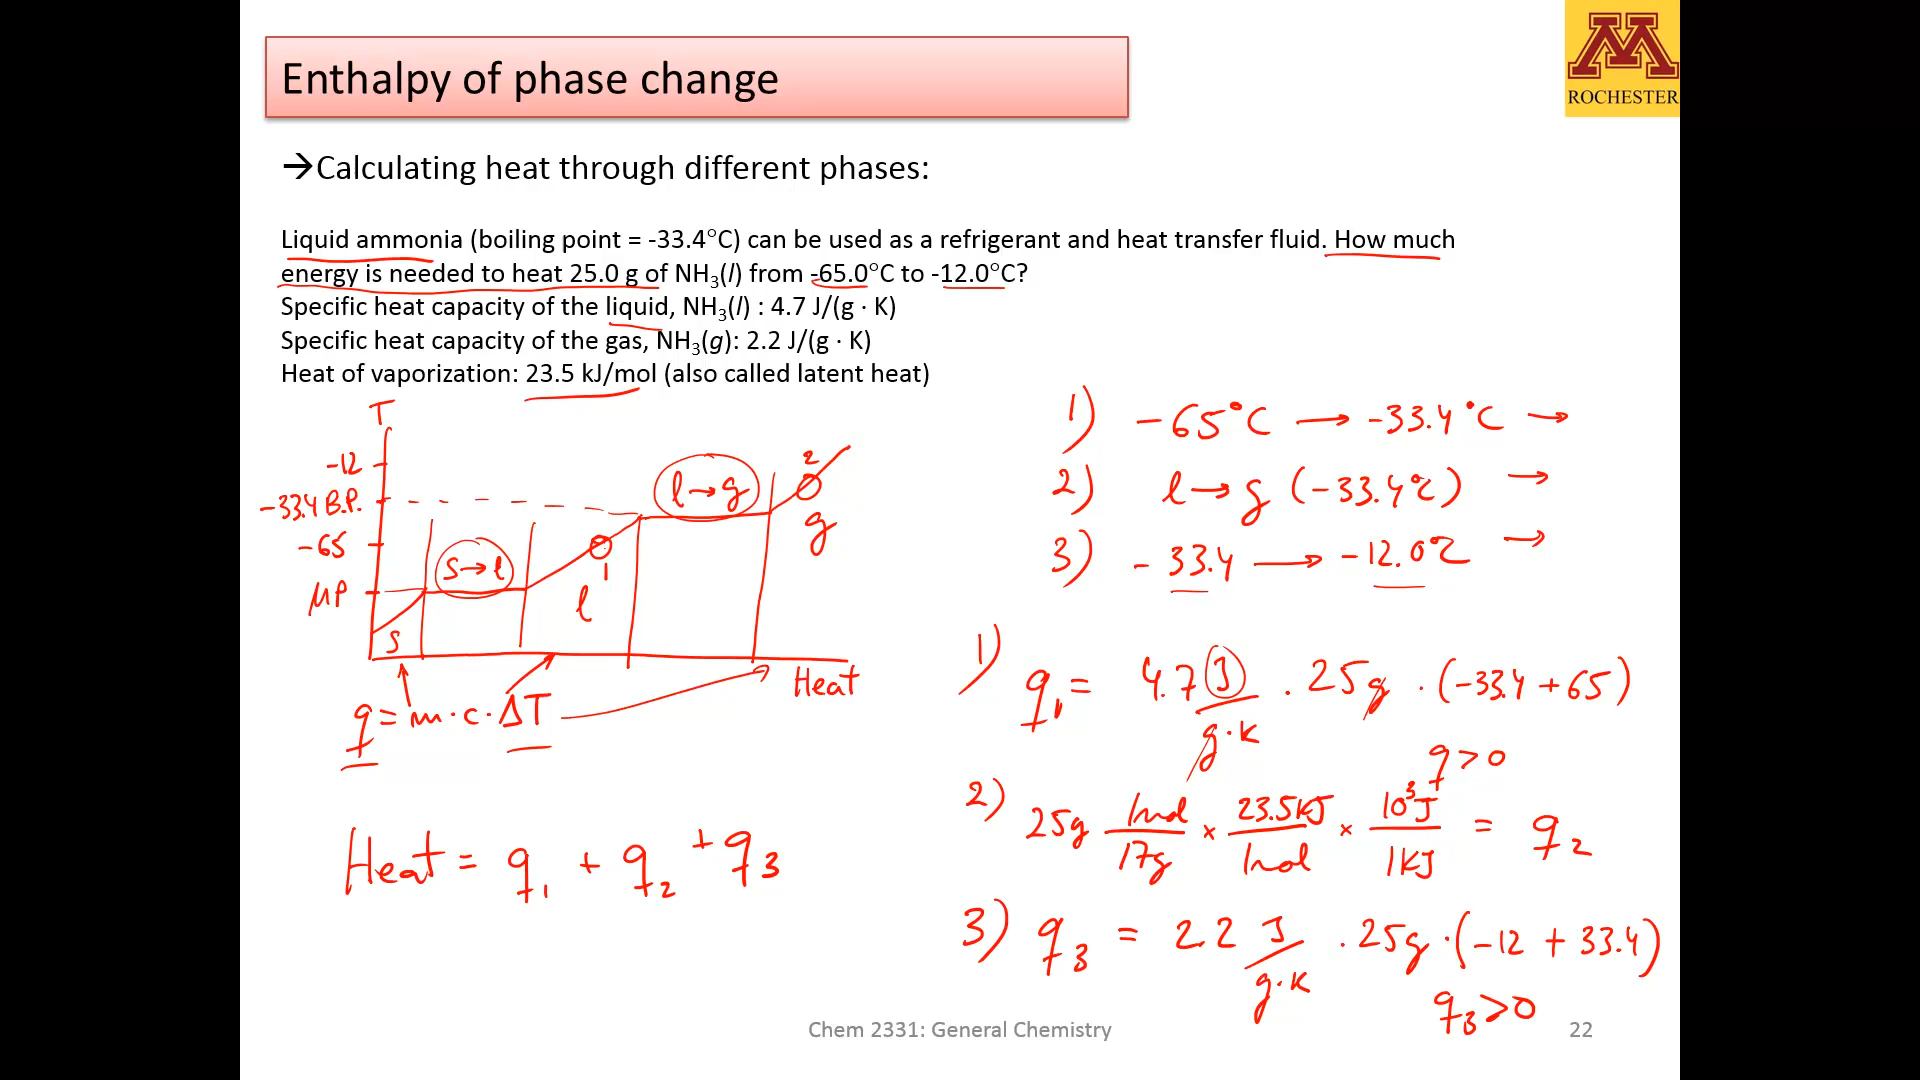 Enthalpy of phase change
M
ROCHESTER
→Calculating heat through different phases:
Liquid ammonia (boiling point = -33.4°C) can be used as a refrigerant and heat transfer fluid. How much
energy is needed to heat 25.0 g of NH₃(l) from -65.0°C to -12.0°C?
Specific heat capacity of the liquid, NH₃(l) : 4.7 J/(g · K)
Specific heat capacity of the gas, NH₃(g): 2.2 J/(g · K)
Heat of vaporization: 23.5 kJ/mol (also called latent heat)
T
-12
-33.4 B.P.
-65
MP
s
s→l
l
1
l→g
2
g
Heat
q = m · c · ΔT
Heat = q₁ + q₂ + q₃
1) -65°C → -33.4°C →
2) l → g (-33.4°C) →
3) -33.4 → -12.0°C →
1) q₁ = 4.7 J/g·K · 25g · (-33.4 + 65)
q > 0
2) 25g 1mol/17g × 23.5kJ/1mol × 10³J/1kJ = q₂
3) q₃ = 2.2 J/g·K · 25g · (-12 + 33.4)
q₃ > 0
Chem 2331: General Chemistry
22